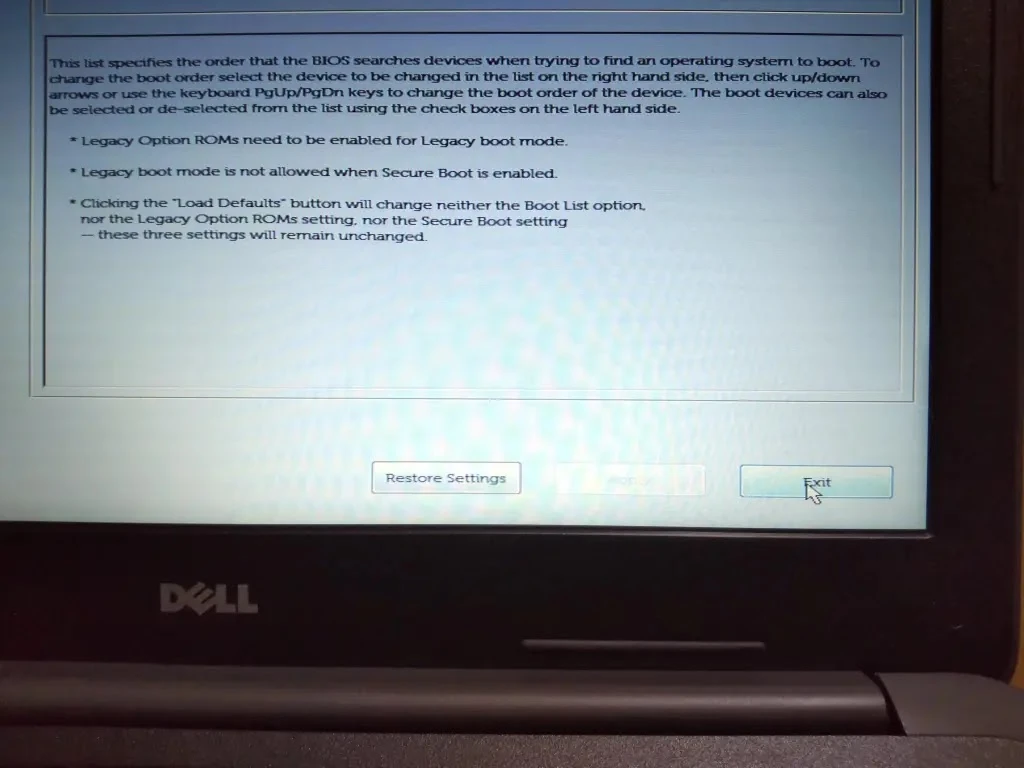 This list specifies the order that the BIOS searches devices when trying to find an operating system to boot. To
change the boot order select the device to be changed in the list on the right hand side, then click up/down
arrows or use the keyboard PgUp/PgDn keys to change the boot order of the device. The boot devices can also
be selected or de-selected from the list using the check boxes on the left hand side.
* Legacy Option ROMs need to be enabled for Legacy boot mode.
* Legacy boot mode is not allowed when Secure Boot is enabled.
* Clicking the "Load Defaults" button will change neither the Boot List option,
nor the Legacy Option ROMs setting, nor the Secure Boot setting
-- these three settings will remain unchanged.
Restore Settings
Exit
DELL